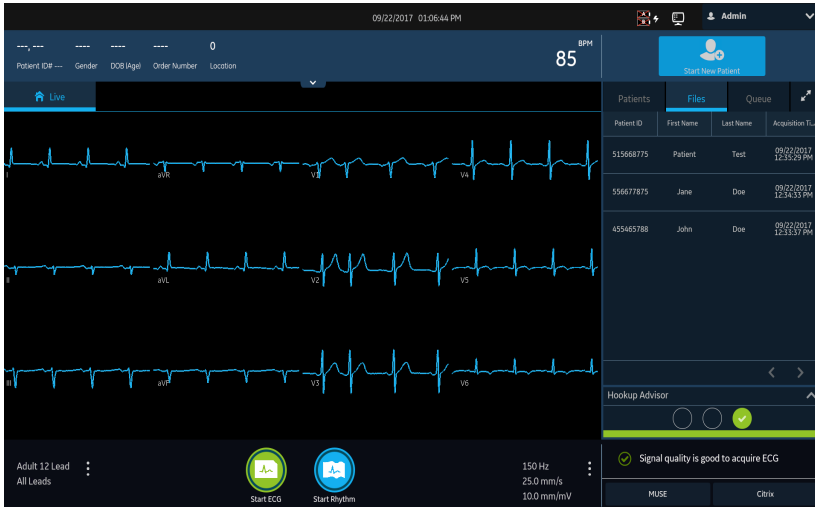 09/22/2017 01:06:44 PM
Admin
---, --- ---- ---- ---- 0
Patient ID# --- Gender DOB (Age) Order Number Location
85 BPM
Start New Patient
Live
Patients Files Queue
Patient ID First Name Last Name Acquisition Ti...
515668775 Patient Test 09/22/2017 12:35:29 PM
556677875 Jane Doe 09/22/2017 12:34:33 PM
455465788 John Doe 09/22/2017 12:33:37 PM
I aVR V1 V4
II aVL V2 V5
III aVF V3 V6
Hookup Advisor
Signal quality is good to acquire ECG
Adult 12 Lead
All Leads
Start ECG
Start Rhythm
150 Hz
25.0 mm/s
10.0 mm/mV
MUSE Citrix